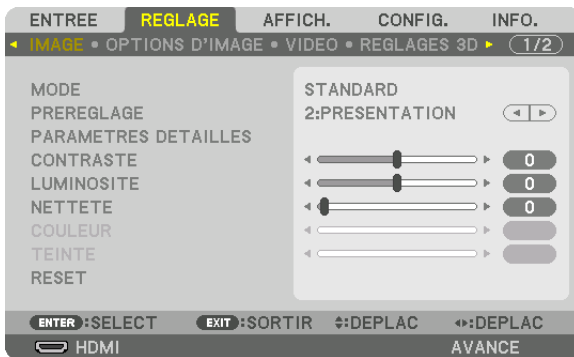 ENTREE REGLAGE AFFICH. CONFIG. INFO.
IMAGE • OPTIONS D'IMAGE • VIDEO • REGLAGES 3D 1/2
MODE STANDARD
PREREGLAGE 2:PRESENTATION
PARAMETRES DETAILLES
CONTRASTE 0
LUMINOSITE 0
NETTETE 0
COULEUR
TEINTE
RESET
ENTER :SELECT EXIT :SORTIR :DEPLAC :DEPLAC
HDMI AVANCE